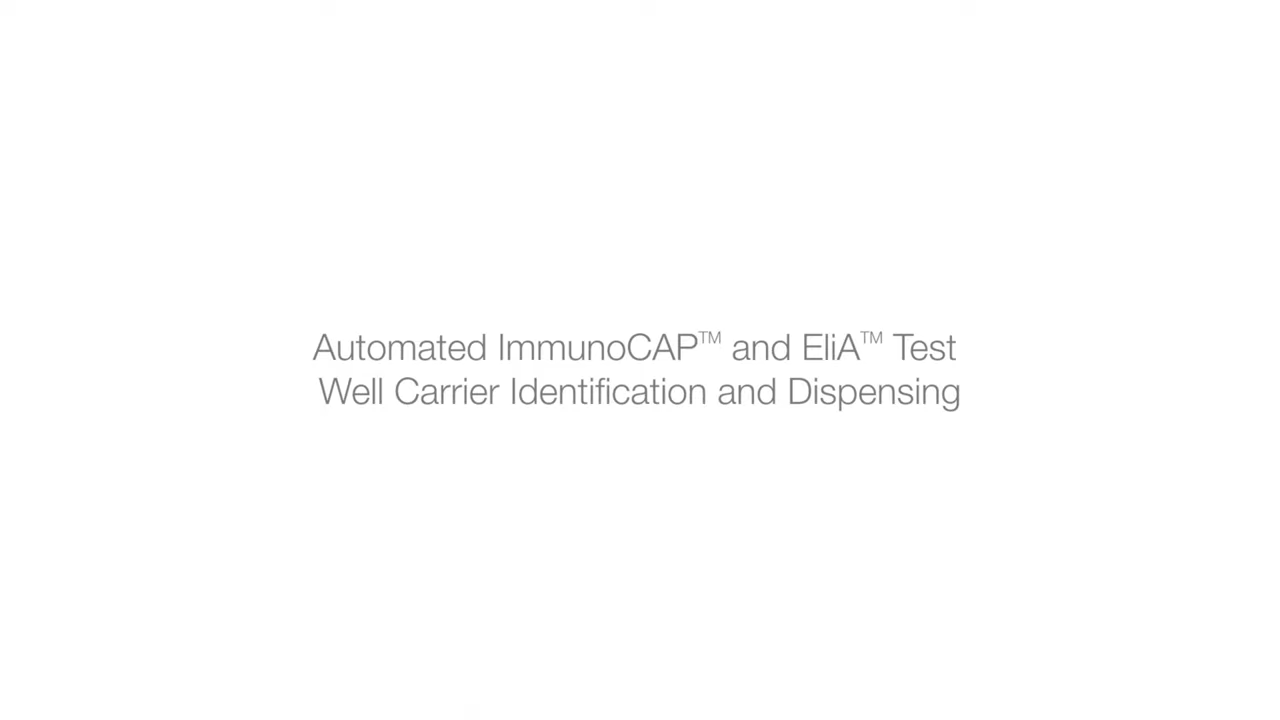 Automated ImmunoCAP™ and EliA™ Test
Well Carrier Identification and Dispensing